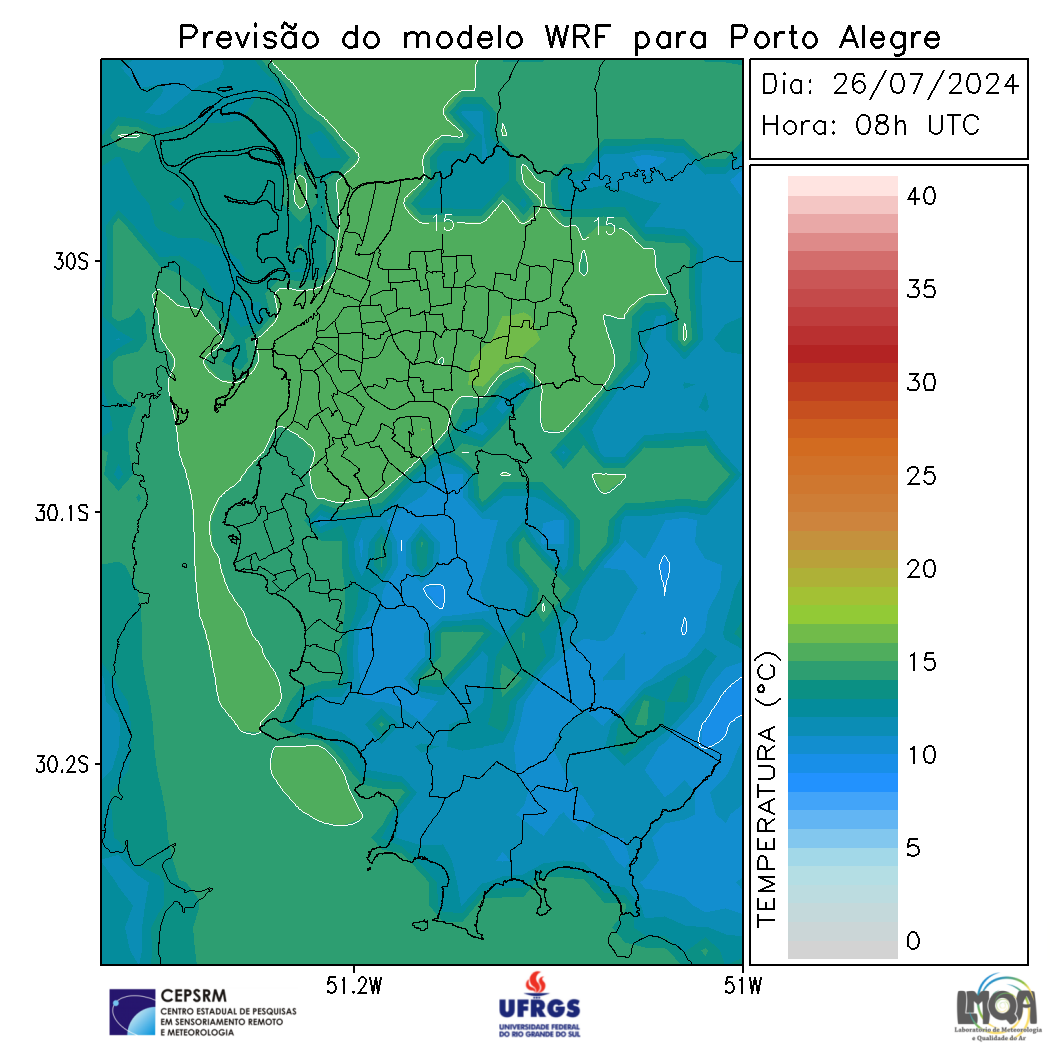 Previsão do modelo WRF para Porto Alegre
Dia: 26/07/2024
Hora: 08h UTC
15
15
30S
30.1S
30.2S
51.2W
51W
TEMPERATURA (°C)
40
35
30
25
20
15
10
5
0
CEPSRM
CENTRO ESTADUAL DE PESQUISAS
EM SENSORIAMENTO REMOTO
E METEOROLOGIA
UFRGS
UNIVERSIDADE FEDERAL
DO RIO GRANDE DO SUL
LMQA
Laboratório de Meteorologia
e Qualidade do Ar